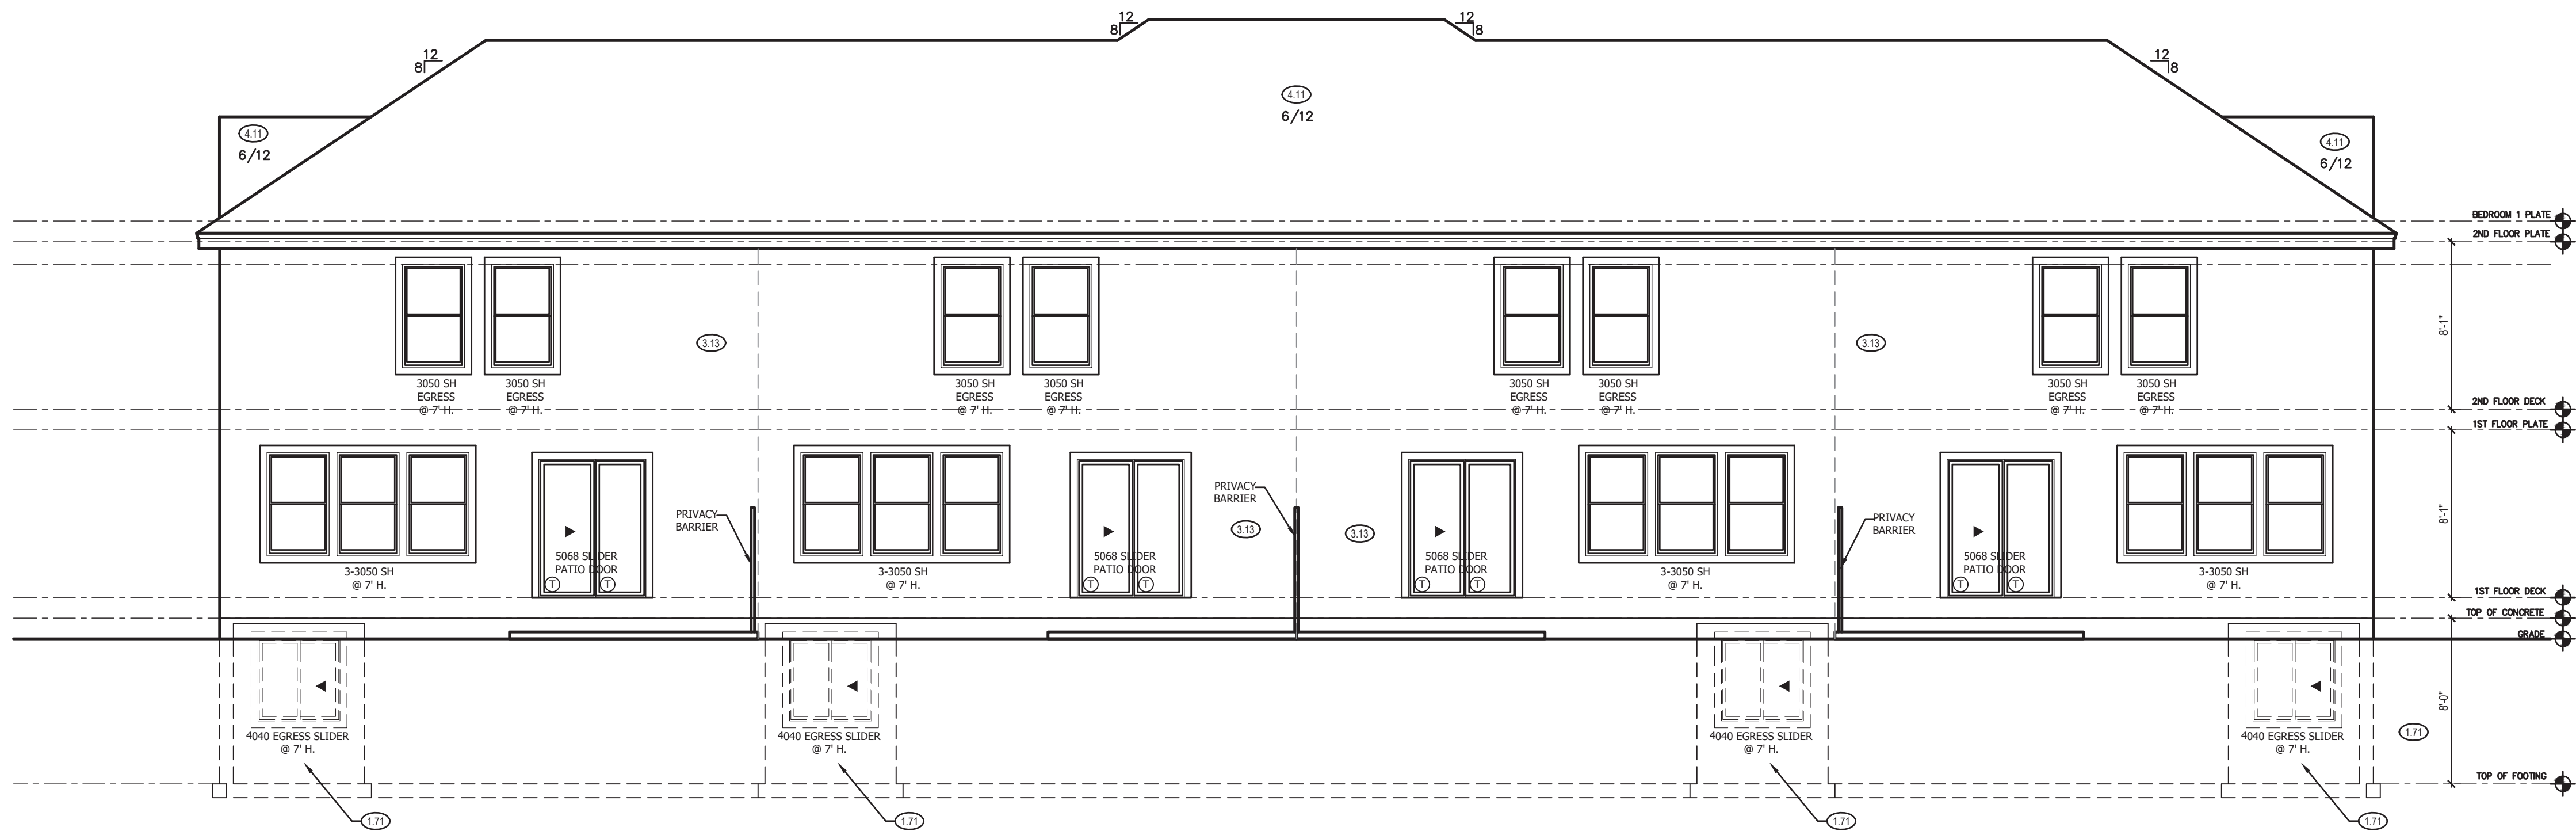 12
8
12
8
12
8
12
8
4.11
6/12
4.11
6/12
4.11
6/12
BEDROOM 1 PLATE
2ND FLOOR PLATE
8'-1"
3.13
3.13
3050 SH
EGRESS
@ 7' H.
3050 SH
EGRESS
@ 7' H.
3050 SH
EGRESS
@ 7' H.
3050 SH
EGRESS
@ 7' H.
3050 SH
EGRESS
@ 7' H.
3050 SH
EGRESS
@ 7' H.
3050 SH
EGRESS
@ 7' H.
3050 SH
EGRESS
@ 7' H.
2ND FLOOR DECK
1ST FLOOR PLATE
8'-1"
PRIVACY
BARRIER
PRIVACY
BARRIER
PRIVACY
BARRIER
3.13
3.13
3-3050 SH
@ 7' H.
5068 SLIDER
PATIO DOOR
T
T
3-3050 SH
@ 7' H.
5068 SLIDER
PATIO DOOR
T
T
5068 SLIDER
PATIO DOOR
T
T
3-3050 SH
@ 7' H.
5068 SLIDER
PATIO DOOR
T
T
3-3050 SH
@ 7' H.
1ST FLOOR DECK
TOP OF CONCRETE
GRADE
8'-0"
4040 EGRESS SLIDER
@ 7' H.
4040 EGRESS SLIDER
@ 7' H.
4040 EGRESS SLIDER
@ 7' H.
4040 EGRESS SLIDER
@ 7' H.
1.71
TOP OF FOOTING
1.71
1.71
1.71
1.71